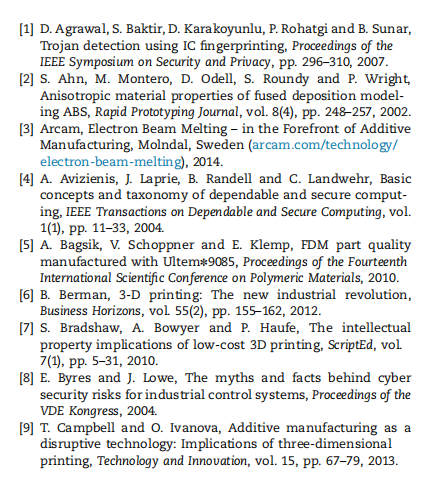 [1] D. Agrawal, S. Baktir, D. Karakoyunlu, P. Rohatgi and B. Sunar,
Trojan detection using IC fingerprinting, Proceedings of the
IEEE Symposium on Security and Privacy, pp. 296–310, 2007.
[2] S. Ahn, M. Montero, D. Odell, S. Roundy and P. Wright,
Anisotropic material properties of fused deposition model-
ing ABS, Rapid Prototyping Journal, vol. 8(4), pp. 248–257, 2002.
[3] Arcam, Electron Beam Melting – in the Forefront of Additive
Manufacturing, Molndal, Sweden (arcam.com/technology/
electron-beam-melting), 2014.
[4] A. Avizienis, J. Laprie, B. Randell and C. Landwehr, Basic
concepts and taxonomy of dependable and secure comput-
ing, IEEE Transactions on Dependable and Secure Computing, vol.
1(1), pp. 11–33, 2004.
[5] A. Bagsik, V. Schoppner and E. Klemp, FDM part quality
manufactured with Ultem*9085, Proceedings of the Fourteenth
International Scientific Conference on Polymeric Materials, 2010.
[6] B. Berman, 3-D printing: The new industrial revolution,
Business Horizons, vol. 55(2), pp. 155–162, 2012.
[7] S. Bradshaw, A. Bowyer and P. Haufe, The intellectual
property implications of low-cost 3D printing, ScriptEd, vol.
7(1), pp. 5–31, 2010.
[8] E. Byres and J. Lowe, The myths and facts behind cyber
security risks for industrial control systems, Proceedings of the
VDE Kongress, 2004.
[9] T. Campbell and O. Ivanova, Additive manufacturing as a
disruptive technology: Implications of three-dimensional
printing, Technology and Innovation, vol. 15, pp. 67–79, 2013.